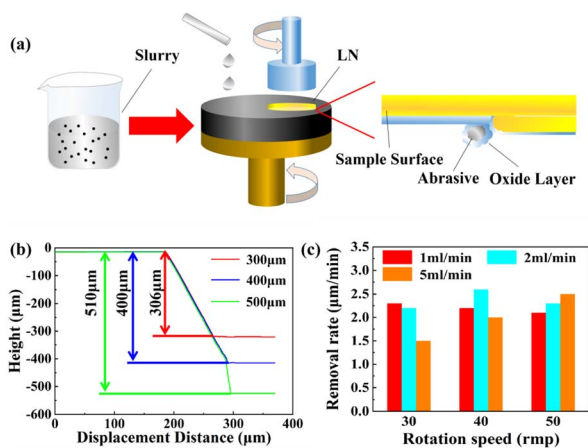 (a)
Slurry
LN
Sample Surface
Abrasive
Oxide Layer
(b)
0
-100
-200
-300
-400
-500
-600
Height (μm)
510μm
400μm
306μm
300μm
400μm
500μm
0
100
200
300
400
Displacement Distance (μm)
(c)
3.5
3.0
2.5
2.0
1.5
1.0
0.5
0.0
Removal rate (μm/min)
1ml/min
2ml/min
5ml/min
30
40
50
Rotation speed (rmp)